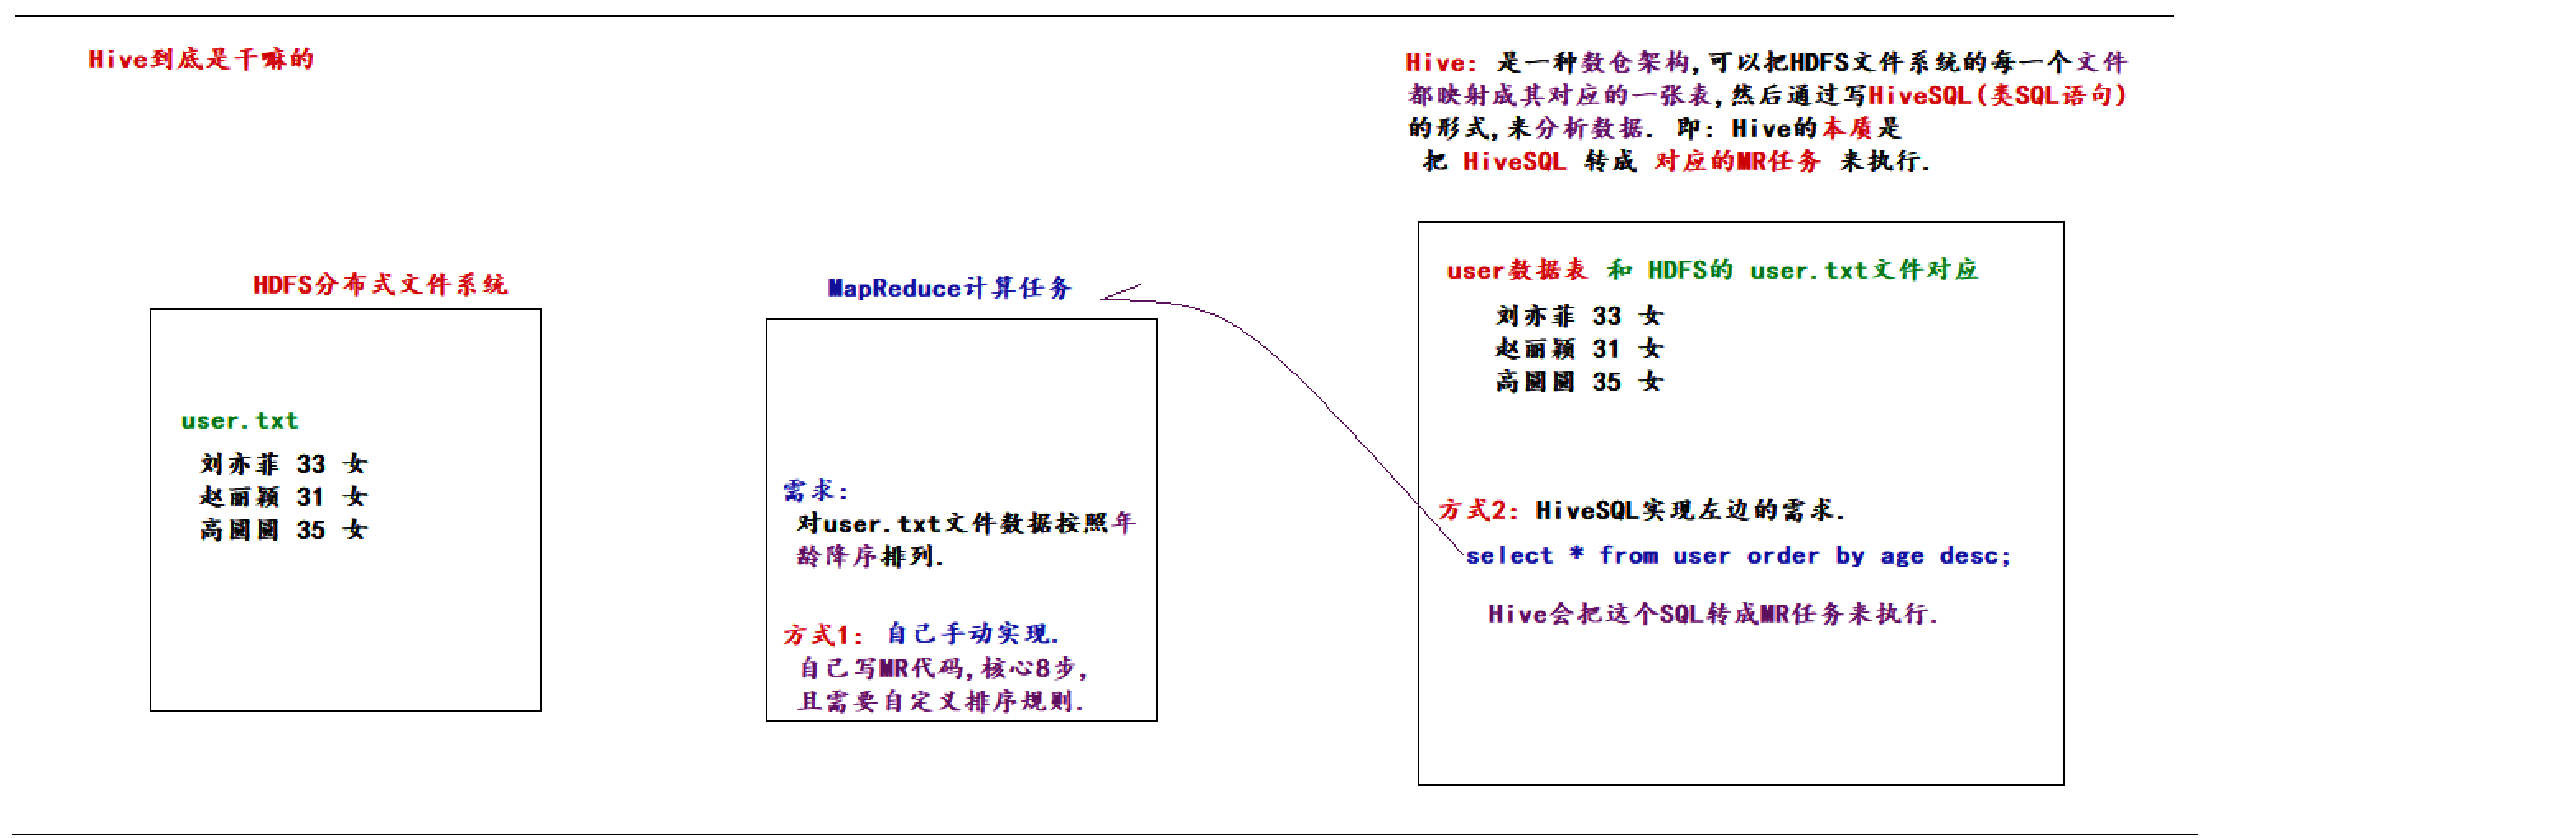 Hive到底是干嘛的
Hive: 是一种数仓架构,可以把HDFS文件系统的每一个文件
都映射成其对应的一张表,然后通过写HiveSQL(类SQL语句)
的形式,来分析数据. 即: Hive的本质是
把 HiveSQL 转成 对应的MR任务 来执行.
HDFS分布式文件系统
user.txt
刘亦菲 33 女
赵丽颖 31 女
高圆圆 35 女
MapReduce计算任务
需求:
对user.txt文件数据按照年
龄降序排列.
方式1: 自己手动实现.
自己写MR代码,核心8步,
且需要自定义排序规则.
user数据表 和 HDFS的 user.txt文件对应
刘亦菲 33 女
赵丽颖 31 女
高圆圆 35 女
方式2: HiveSQL实现左边的需求.
select * from user order by age desc;
Hive会把这个SQL转成MR任务来执行.